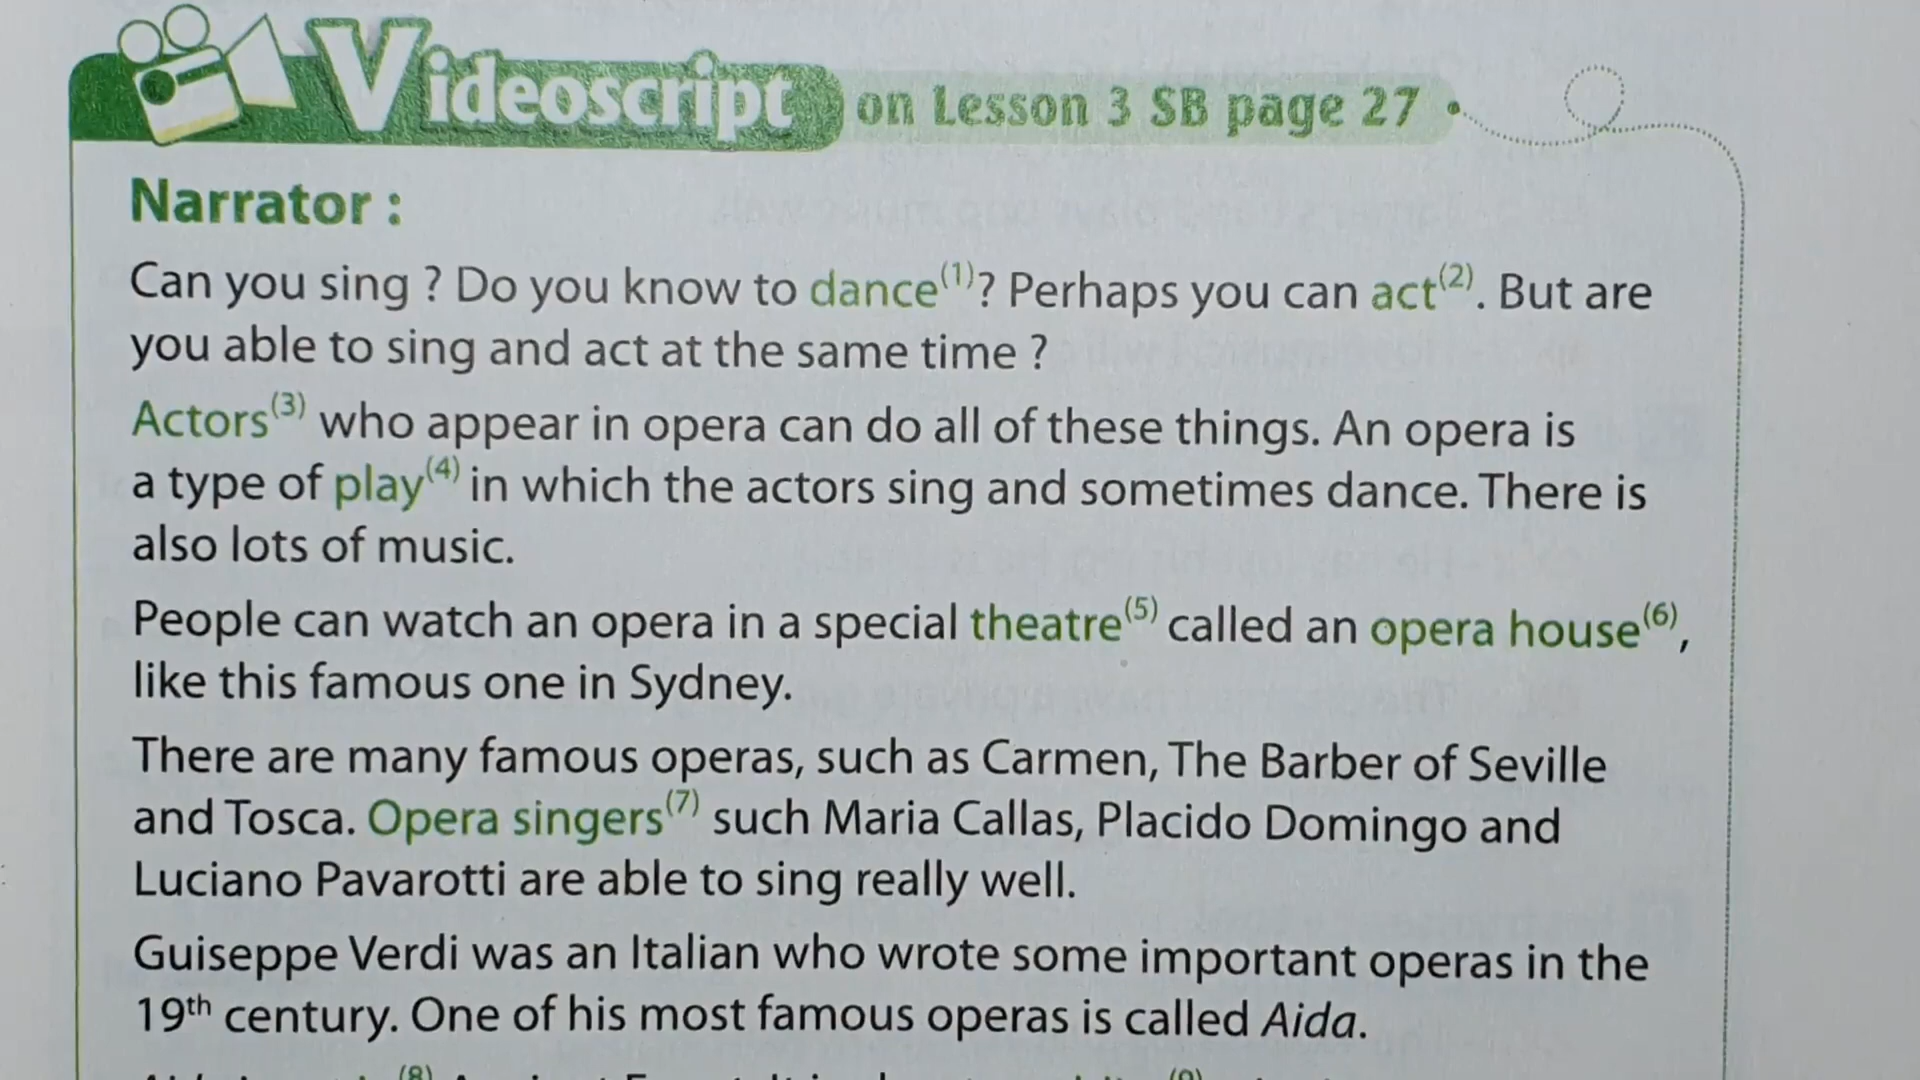 Videoscript on Lesson 3 SB page 27
Narrator :
Can you sing ? Do you know to dance(1)? Perhaps you can act(2). But are
you able to sing and act at the same time ?
Actors(3) who appear in opera can do all of these things. An opera is
a type of play(4) in which the actors sing and sometimes dance. There is
also lots of music.
People can watch an opera in a special theatre(5) called an opera house(6),
like this famous one in Sydney.
There are many famous operas, such as Carmen, The Barber of Seville
and Tosca. Opera singers(7) such Maria Callas, Placido Domingo and
Luciano Pavarotti are able to sing really well.
Guiseppe Verdi was an Italian who wrote some important operas in the
19th century. One of his most famous operas is called Aida.
(8) (9)